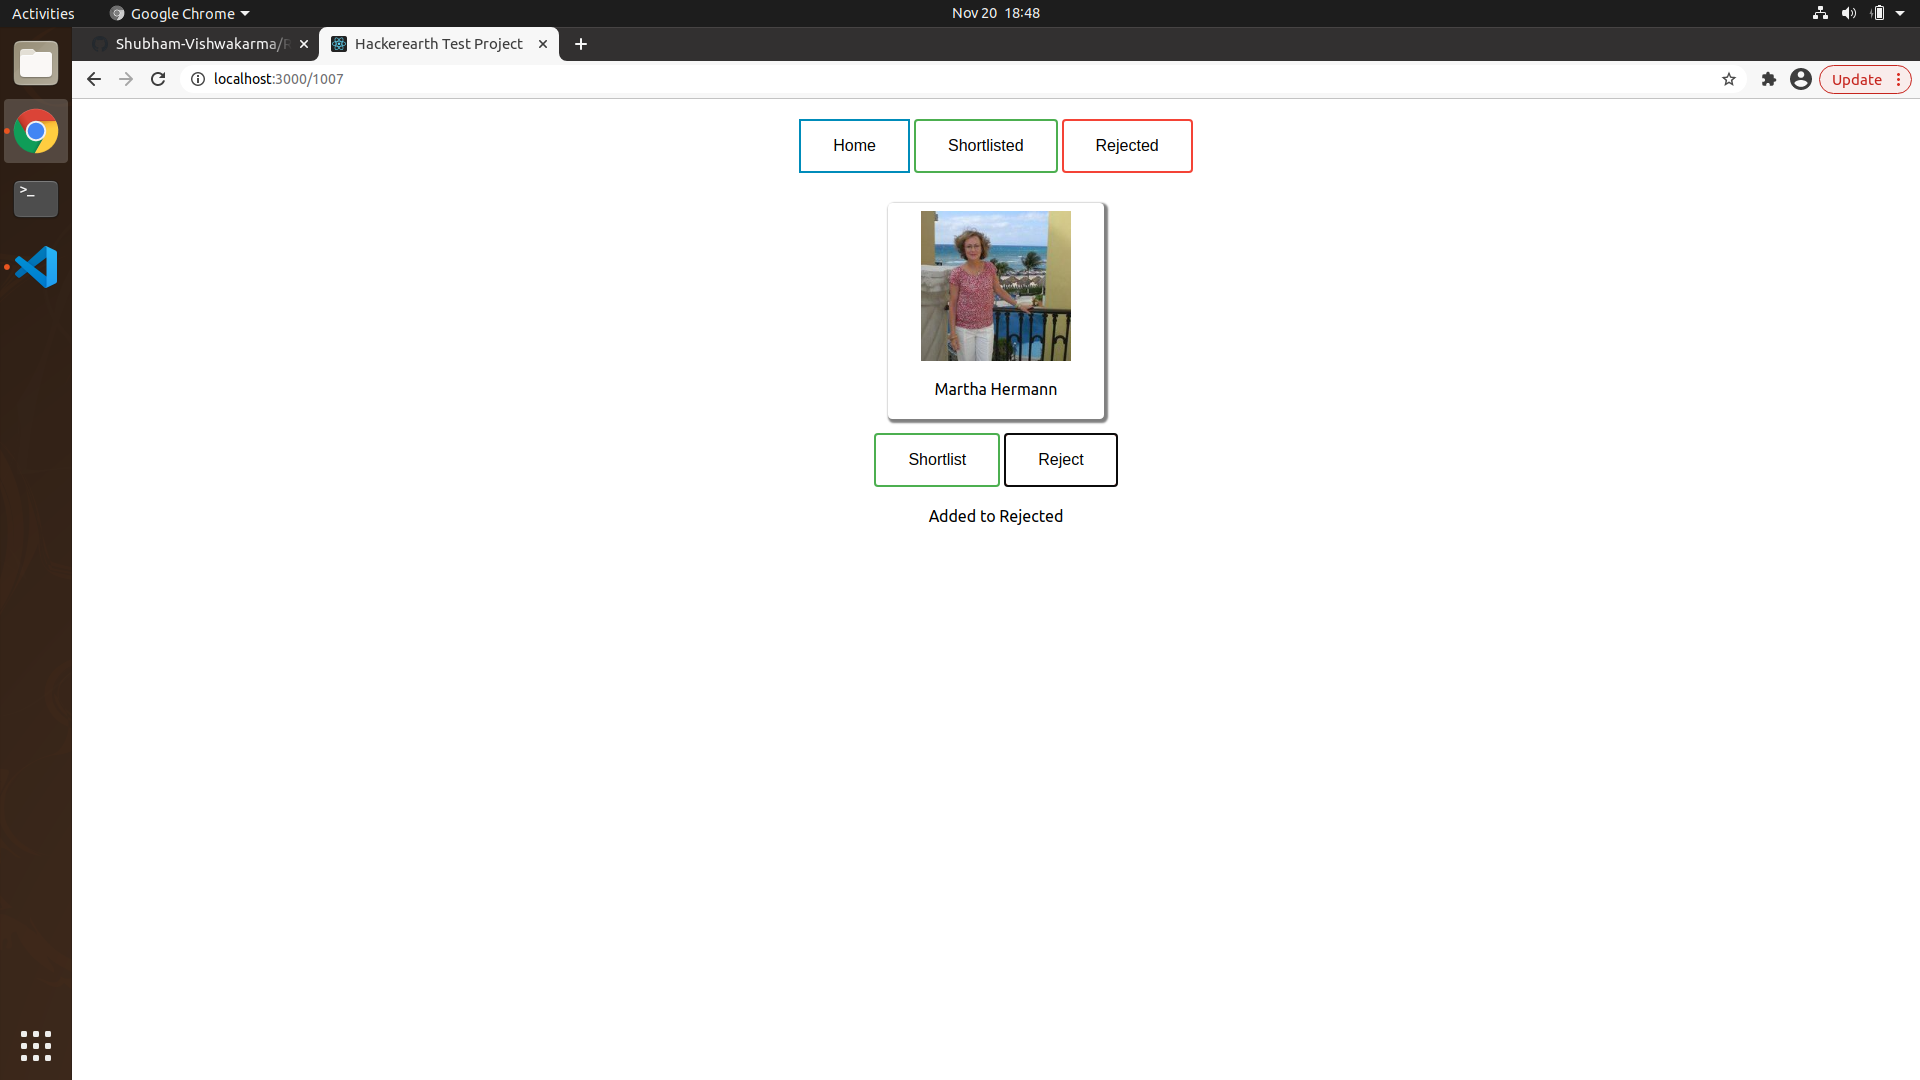 Activities
Google Chrome
Nov 20 18:48
Shubham-Vishwakarma/R
Hackerearth Test Project
localhost:3000/1007
Update
Home
Shortlisted
Rejected
Martha Hermann
Shortlist
Reject
Added to Rejected